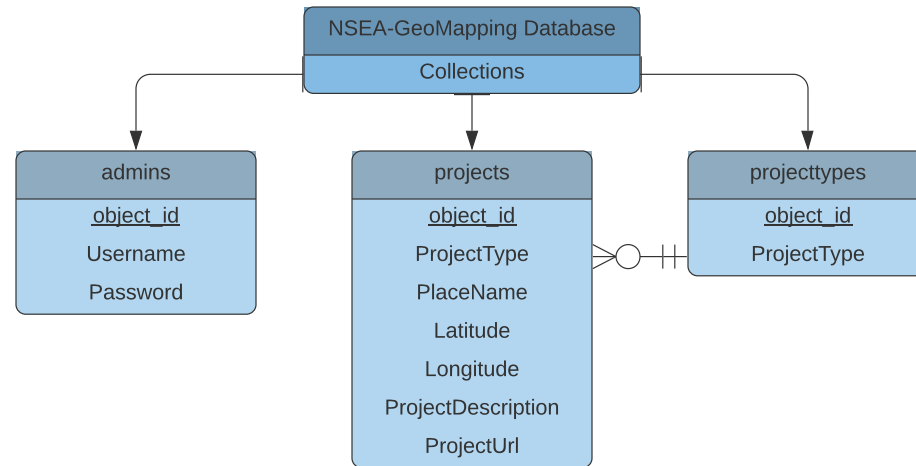 NSEA-GeoMapping Database
Collections
admins
object_id
Username
Password
projects
object_id
ProjectType
PlaceName
Latitude
Longitude
ProjectDescription
ProjectUrl
projecttypes
object_id
ProjectType